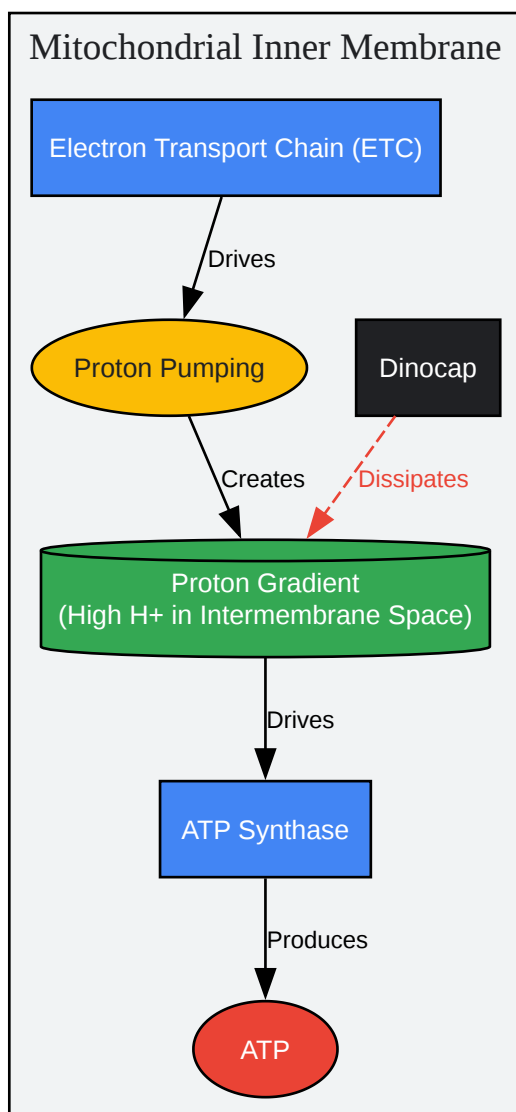 Mitochondrial Inner Membrane
Electron Transport Chain (ETC)
Drives
Proton Pumping
Dinocap
Creates
Dissipates
Proton Gradient
(High H+ in Intermembrane Space)
Drives
ATP Synthase
Produces
ATP